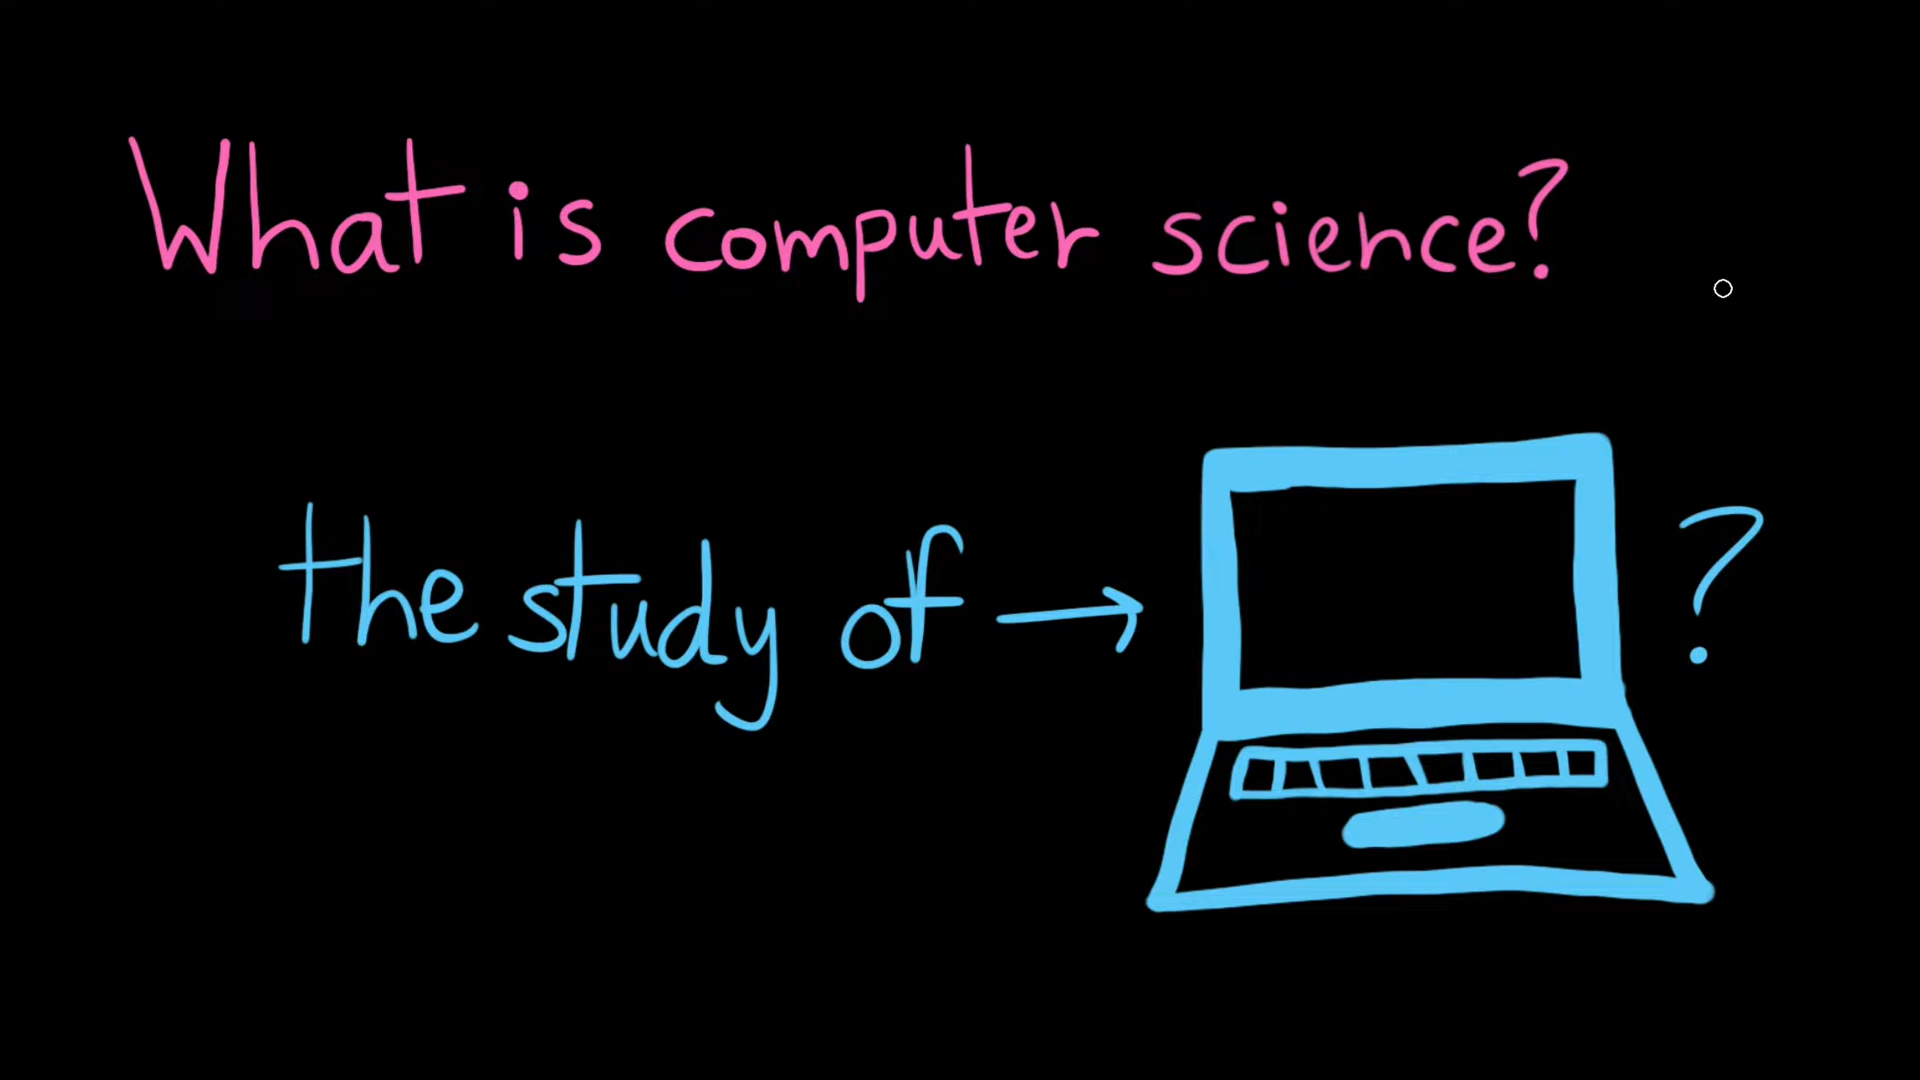 What is computer science?
the study of → ?